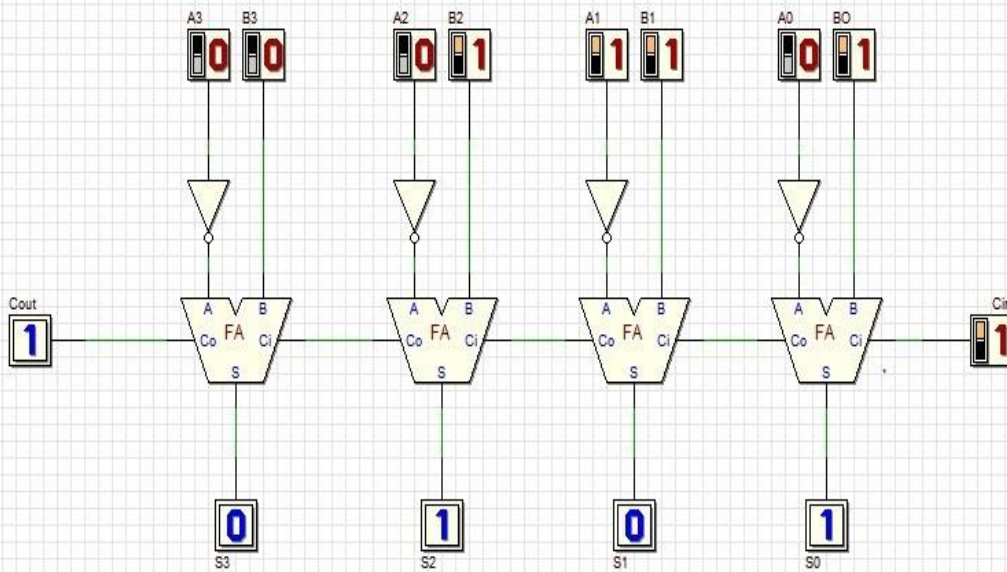 A3 B3 A2 B2 A1 B1 A0 BO
0 0 0 1 1 1 0 1
A B A B A B A B
Cout Cin
1 Co FA Ci Co FA Ci Co FA Ci Co FA Ci 1
S S S S
0 1 0 1
S3 S2 S1 S0